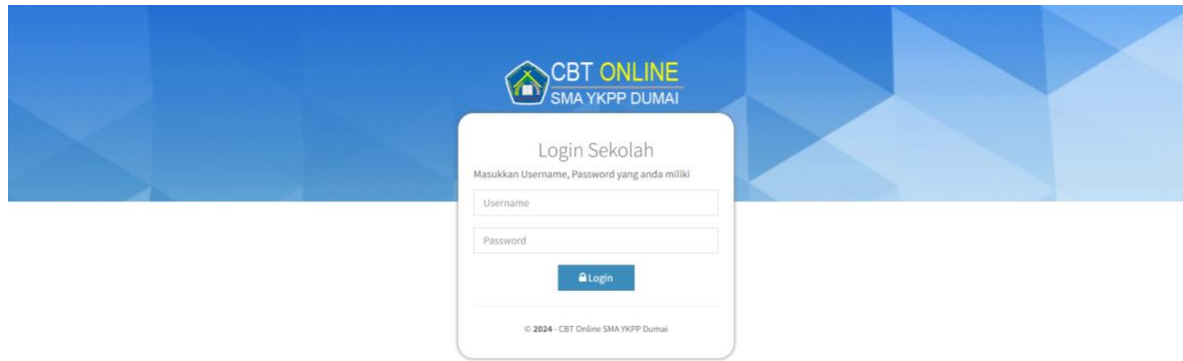 CBT ONLINE
SMA YKPP DUMAI
Login Sekolah
Masukkan Username, Password yang anda miliki
Username
Password
Login
© 2024 - CBT Online SMA YKPP Dumai